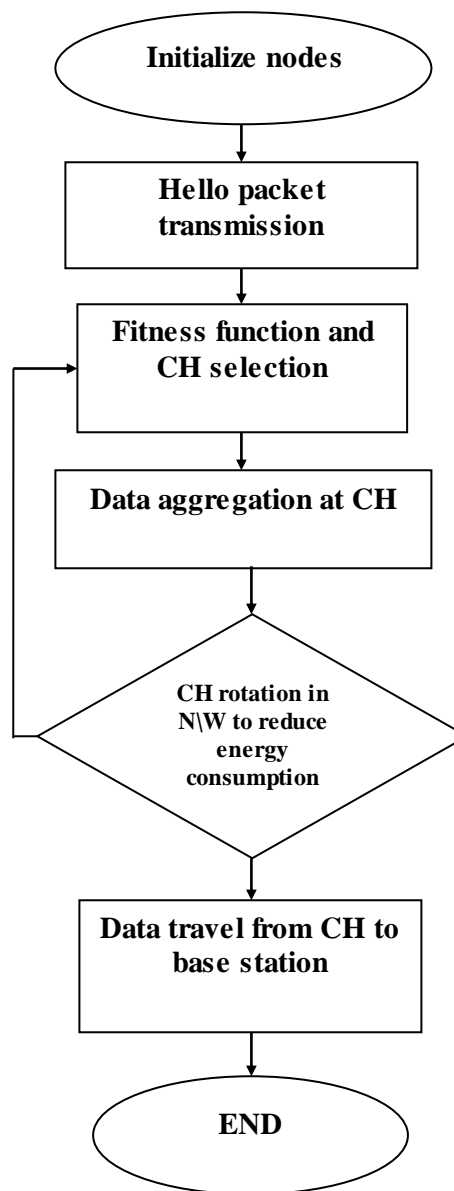 Initialize nodes
Hello packet
transmission
Fitness function and
CH selection
Data aggregation at CH
CH rotation in
N\W to reduce
energy
consumption
Data travel from CH to
base station
END